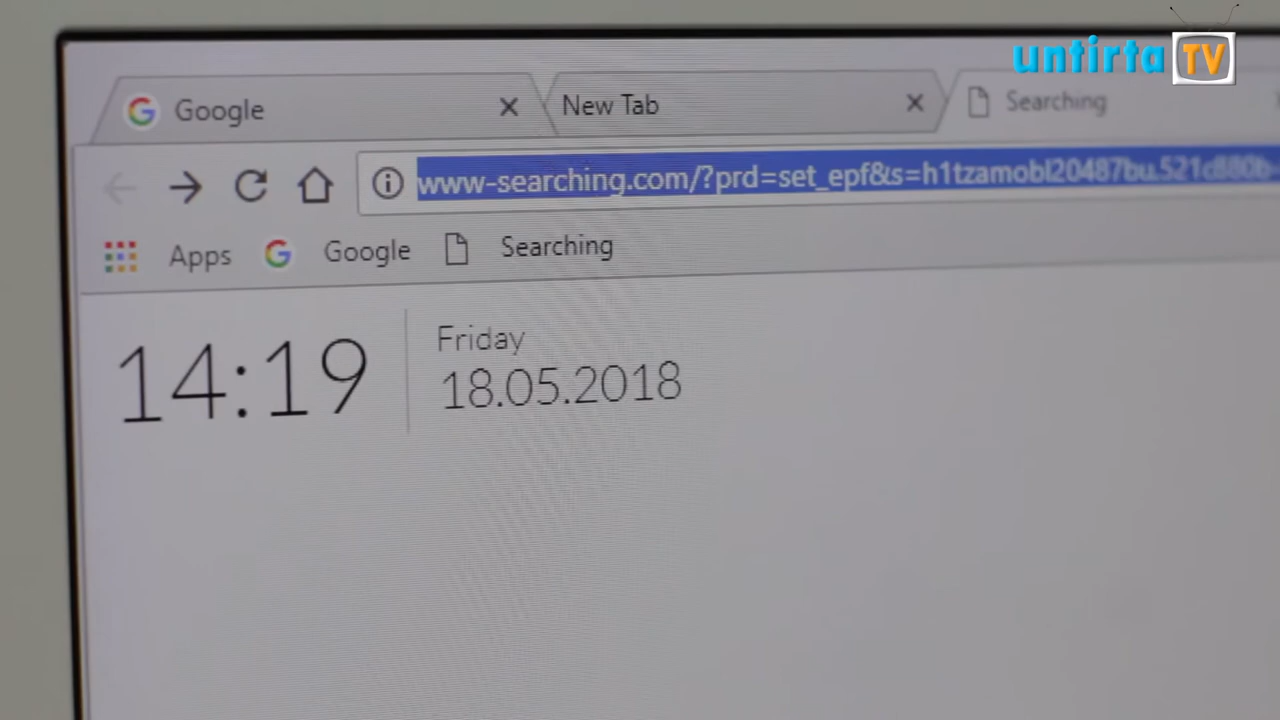 untirta TV
Google
New Tab
Searching
www-searching.com/?prd=set_epf&s=h1tzamobl20487bu.521c880b-
Apps
Google
Searching
14:19
Friday
18.05.2018